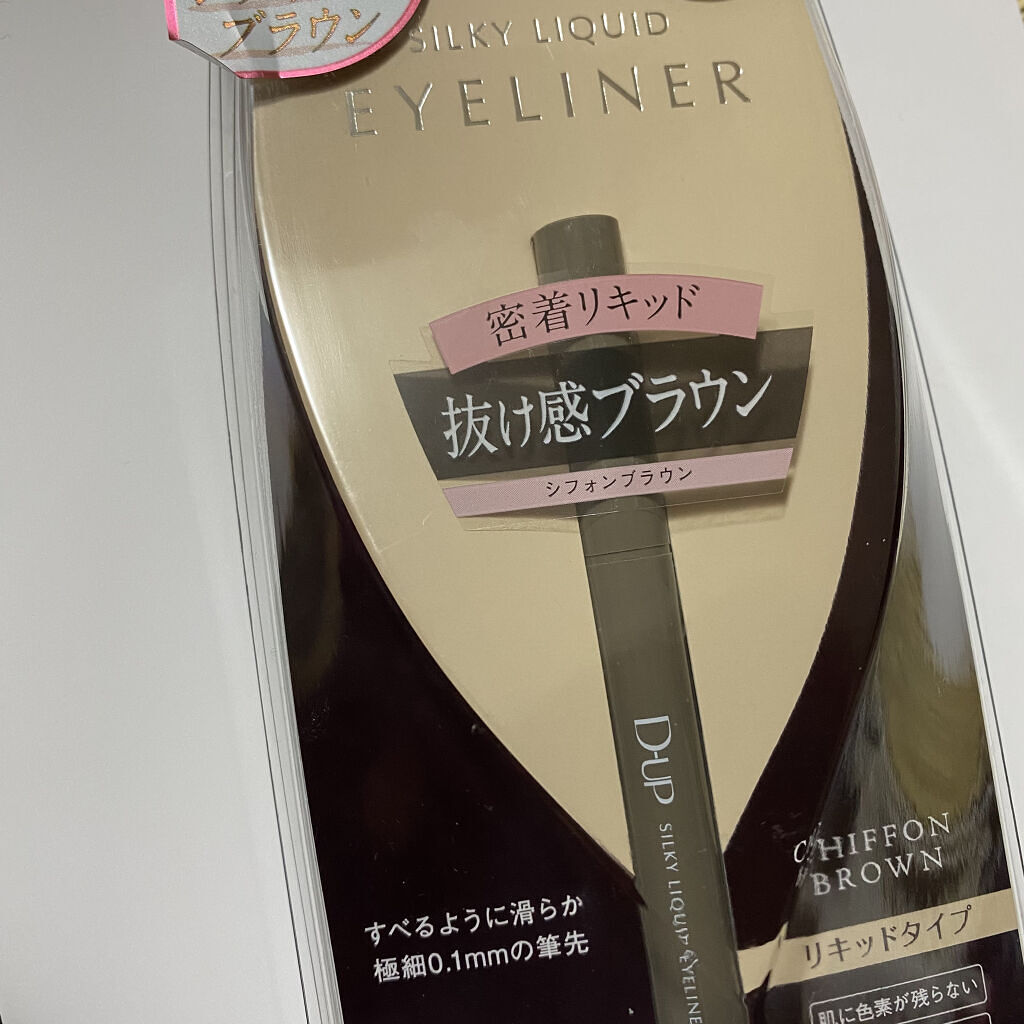 ブラウン
SILKY LIQUID
EYELINER
密着リキッド
抜け感ブラウン
シフォンブラウン
D-UP
SILKY LIQUID EYELINE
CHIFFON
BROWN
リキッドタイプ
すべるように滑らか
極細0.1mmの筆先
肌に色素が残らない